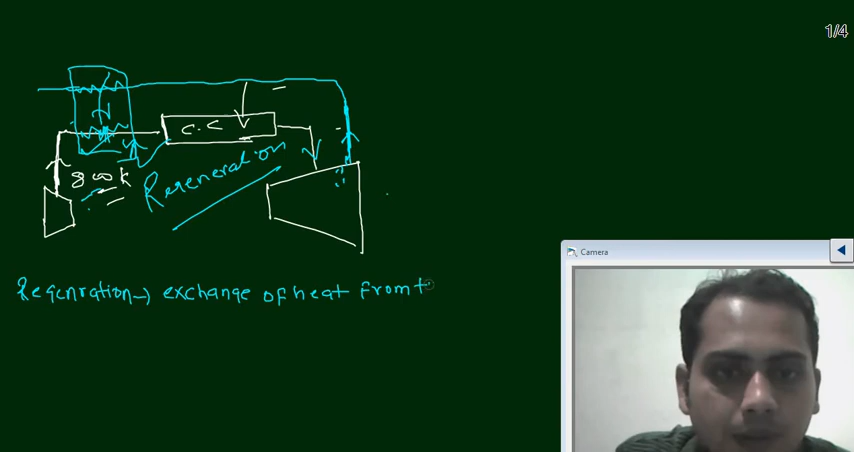 1/4
C.C
800k
Regeneration
Camera
Regenration→ exchange of heat from t